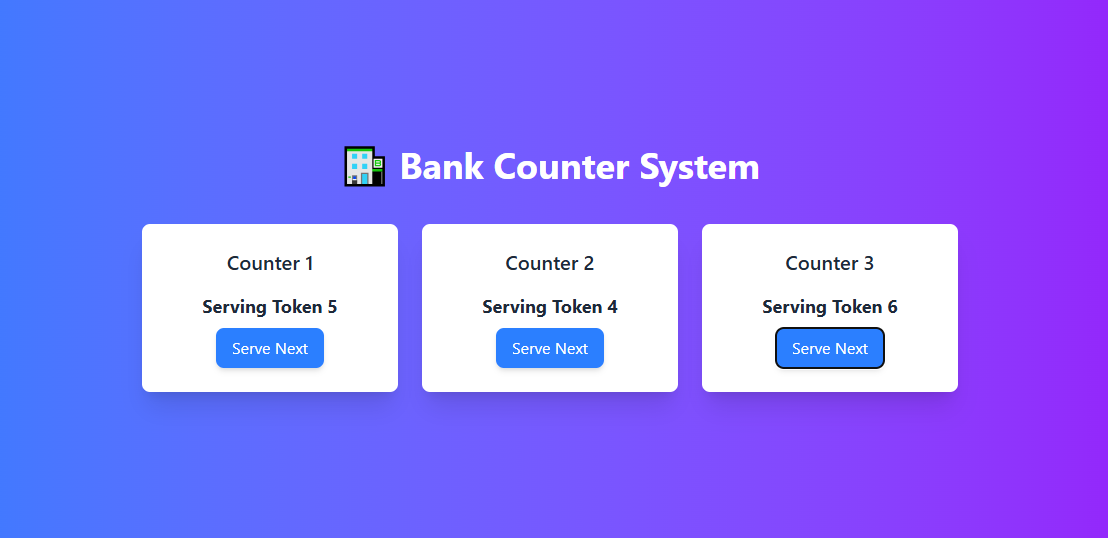 Bank Counter System
Counter 1
Serving Token 5
Serve Next
Counter 2
Serving Token 4
Serve Next
Counter 3
Serving Token 6
Serve Next